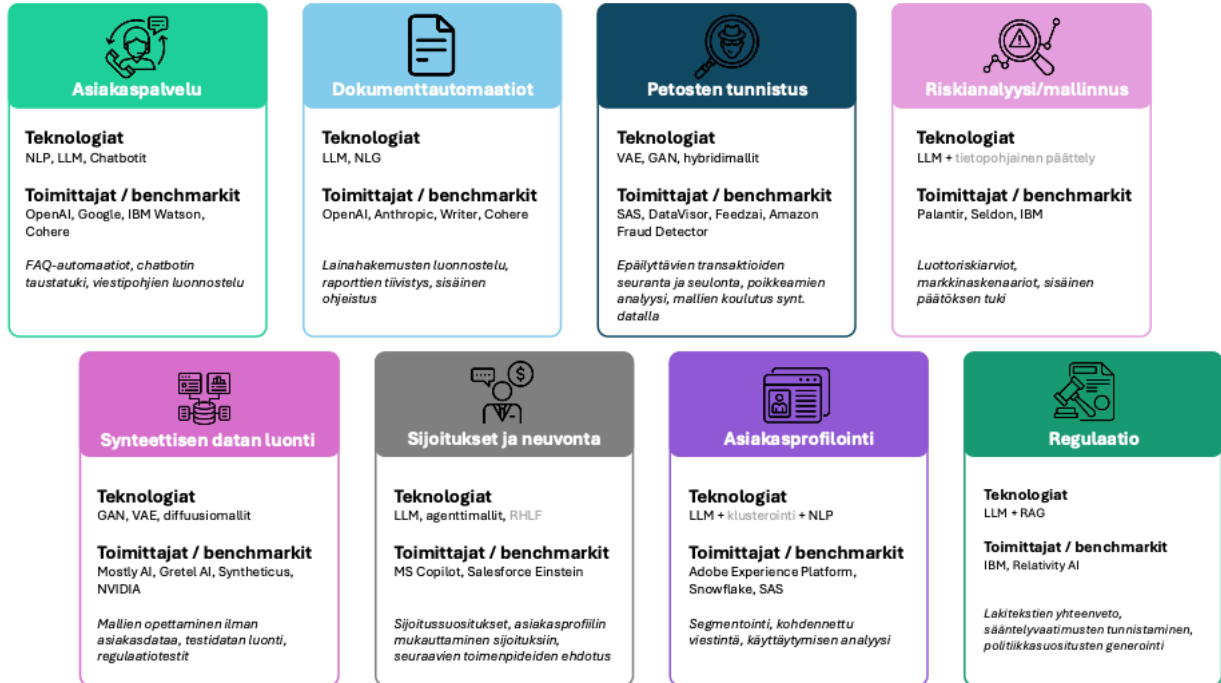 Asiakaspalvelu
Teknologiat
NLP, LLM, Chatbotit
Toimittajat / benchmarkit
OpenAI, Google, IBM Watson,
Cohere
FAQ-automaatiot, chatbotin
taustatuki, viestipohjien luonnostelu
Dokumenttautomaatiot
Teknologiat
LLM, NLG
Toimittajat / benchmarkit
OpenAI, Anthropic, Writer, Cohere
Lainahakemusten luonnostelu,
raporttien tiivistys, sisäinen
ohjeistus
Petosten tunnistus
Teknologiat
VAE, GAN, hybridimallit
Toimittajat / benchmarkit
SAS, DataVisor, Feedzai, Amazon
Fraud Detector
Epäilyttävien transaktioiden
seuranta ja seulonta, poikkeamien
analyysi, mallien koulutus synt.
datalla
Riskianalyysi/mallinnus
Teknologiat
LLM + tietopohjainen päättely
Toimittajat / benchmarkit
Palantir, Seldon, IBM
Luottoriskiarviot,
markkinaskenaariot, sisäinen
päätöksen tuki
Synteettisen datan luonti
Teknologiat
GAN, VAE, diffuusiomallit
Toimittajat / benchmarkit
Mostly AI, Gretel AI, Syntheticus,
NVIDIA
Mallien opettaminen ilman
asiakasdataa, testidatan luonti,
regulaatiotestit
$
Sijoitukset ja neuvonta
Teknologiat
LLM, agenttimallit, RHLF
Toimittajat / benchmarkit
MS Copilot, Salesforce Einstein
Sijoitussuositukset, asiakasprofiilin
mukauttaminen sijoituksiin,
seuraavien toimenpideiden ehdotus
Asiakasprofilointi
Teknologiat
LLM + klusterointi + NLP
Toimittajat / benchmarkit
Adobe Experience Platform,
Snowflake, SAS
Segmentointi, kohdennettu
viestintä, käyttäytymisen analyysi
Regulaatio
Teknologiat
LLM + RAG
Toimittajat / benchmarkit
IBM, Relativity AI
Lakitekstien yhteenveto,
sääntelyvaatimusten tunnistaminen,
politiikkasuositusten generointi